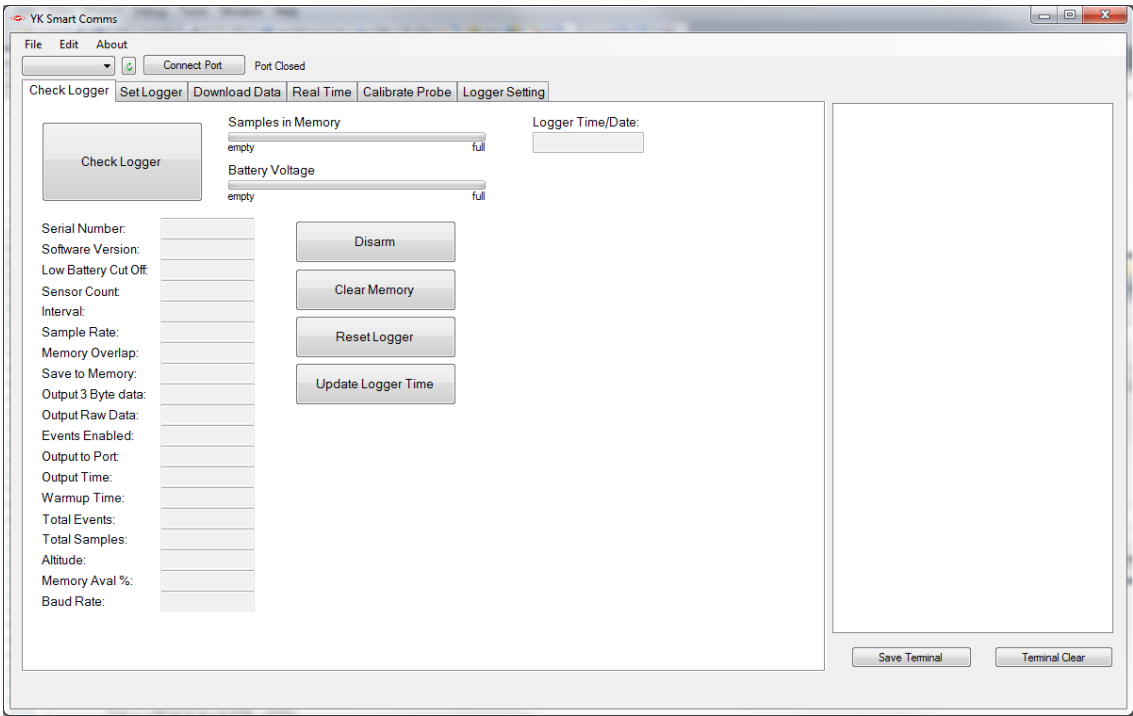 YK Smart Comms
File Edit About
Connect Port Port Closed
Check Logger Set Logger Download Data Real Time Calibrate Probe Logger Setting
Check Logger
Samples in Memory
empty full
Battery Voltage
empty full
Logger Time/Date:
Serial Number:
Software Version:
Low Battery Cut Off:
Sensor Count:
Interval:
Sample Rate:
Memory Overlap:
Save to Memory:
Output 3 Byte data:
Output Raw Data:
Events Enabled:
Output to Port:
Output Time:
Warmup Time:
Total Events:
Total Samples:
Altitude:
Memory Aval %:
Baud Rate:
Disarm
Clear Memory
Reset Logger
Update Logger Time
Save Terminal Terminal Clear